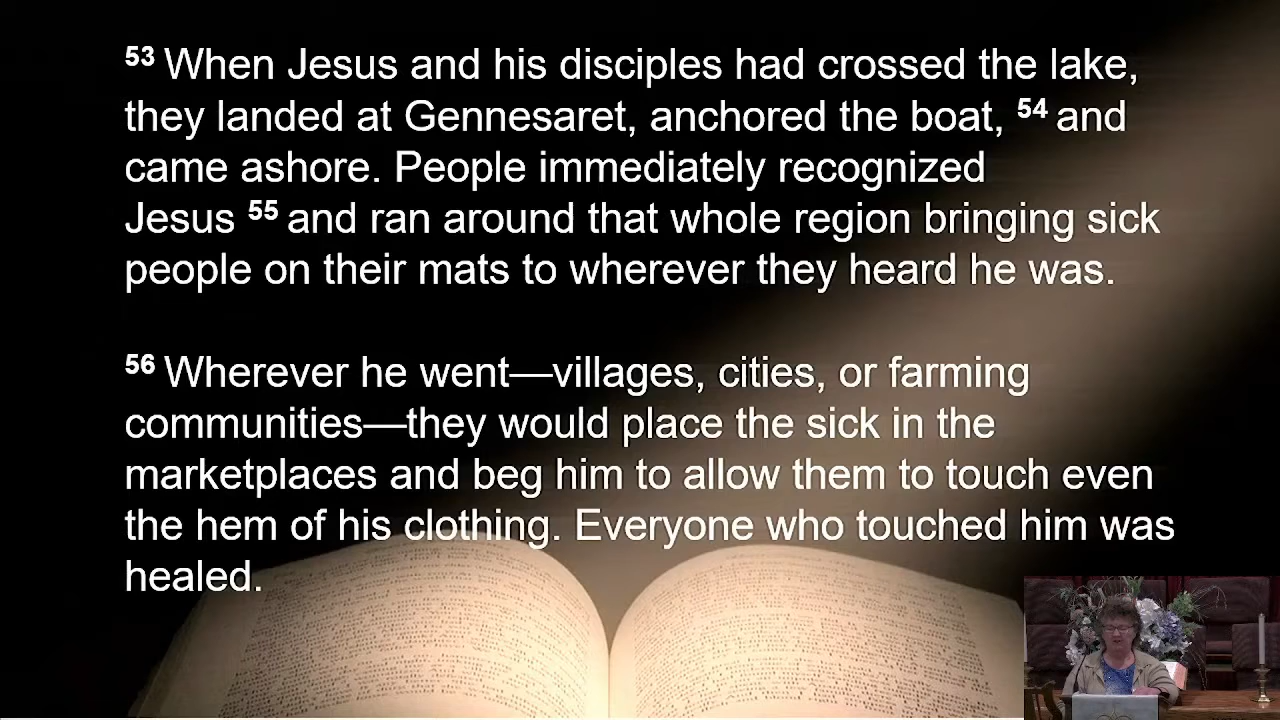 53 When Jesus and his disciples had crossed the lake,
they landed at Gennesaret, anchored the boat, 54 and
came ashore. People immediately recognized
Jesus 55 and ran around that whole region bringing sick
people on their mats to wherever they heard he was.
56 Wherever he went—villages, cities, or farming
communities—they would place the sick in the
marketplaces and beg him to allow them to touch even
the hem of his clothing. Everyone who touched him was
healed.